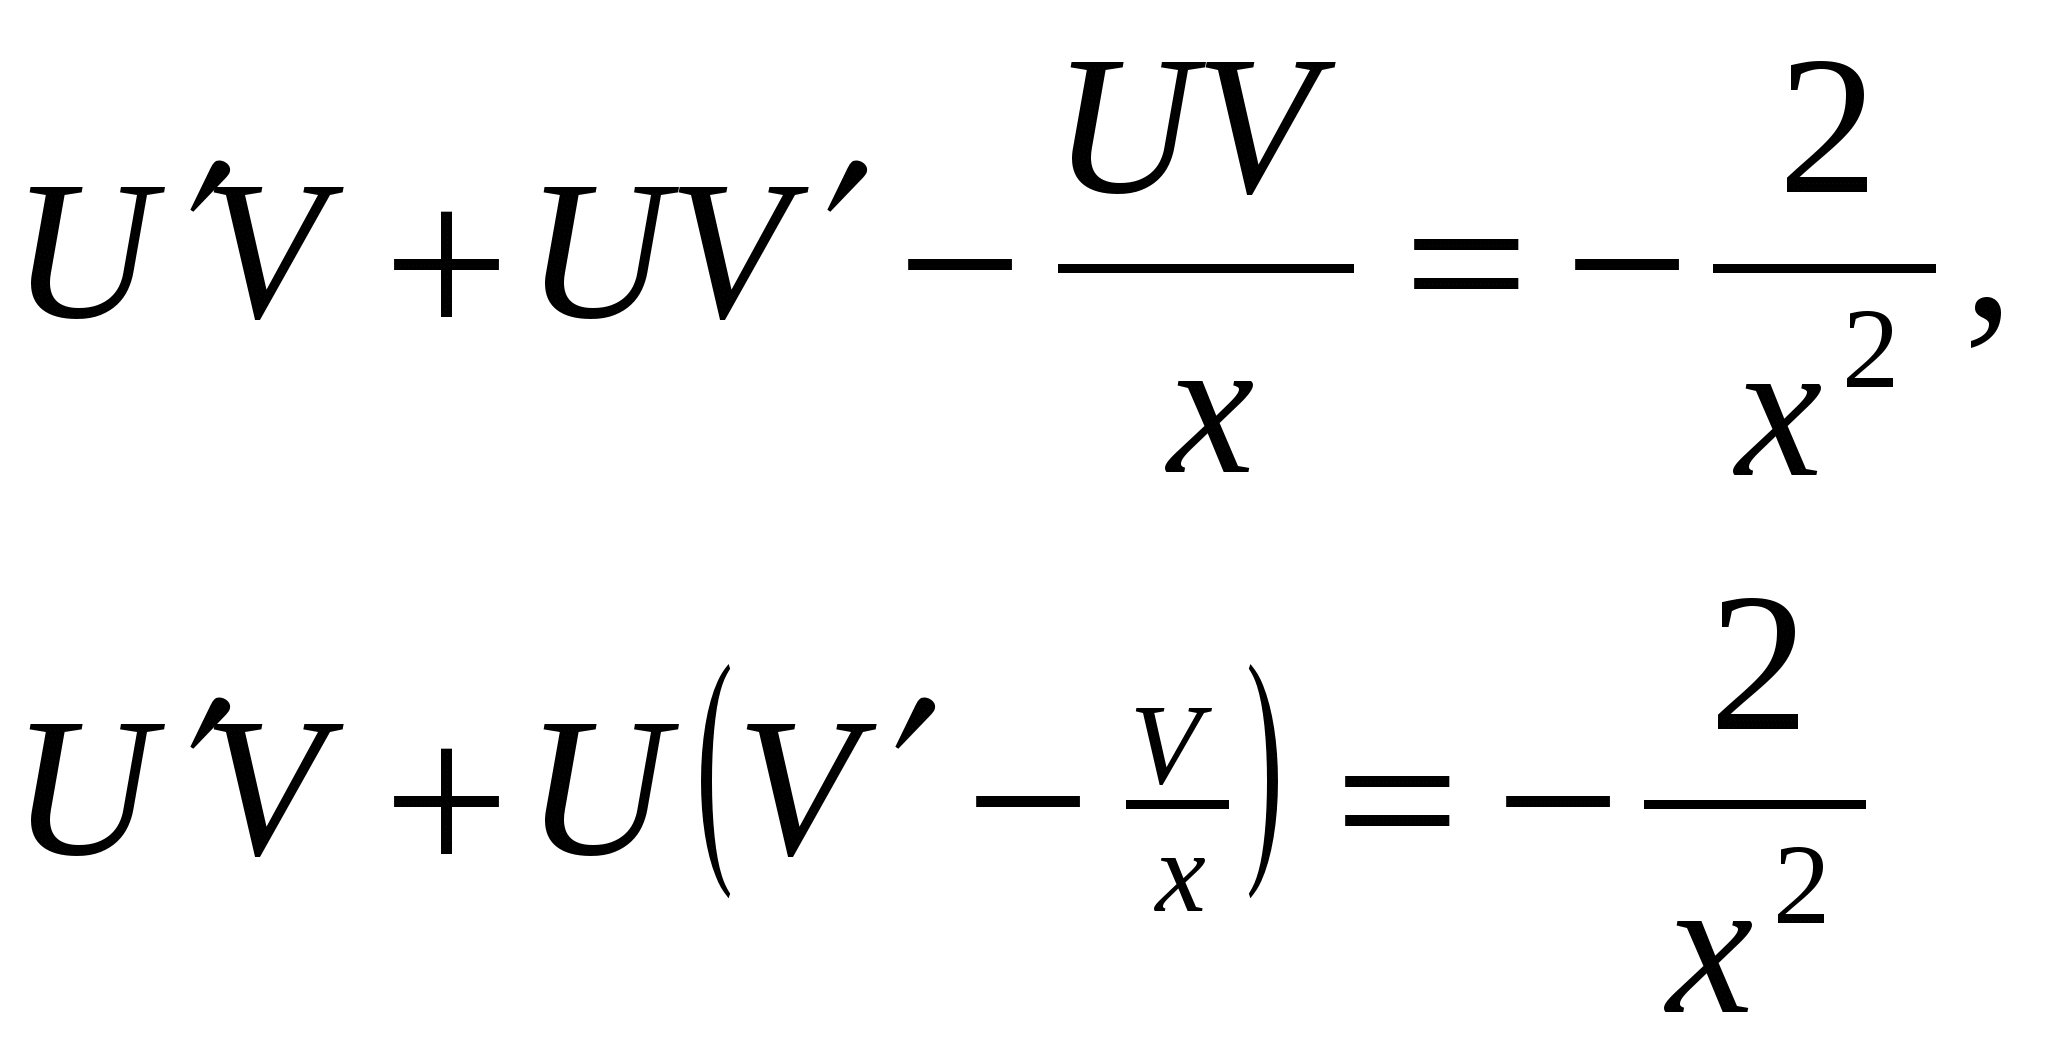 U′V + UV′ − UV/x = − 2/x²,
U′V + U(V′ − V/x) = − 2/x²